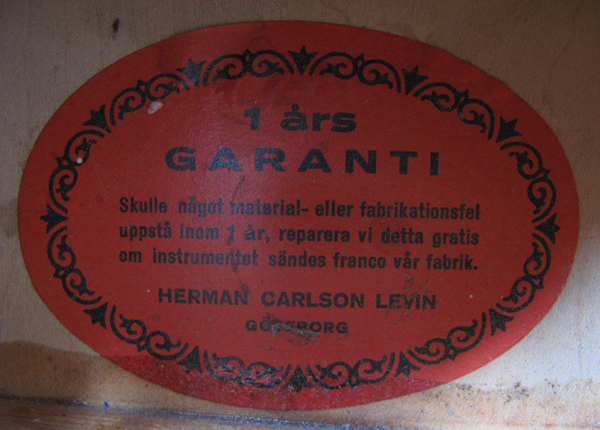 1 års
GARANTI
Skulle något material- eller fabrikationsfel
uppstå inom 1 år, reparera vi detta gratis
om instrumentet sändes franco vår fabrik.
HERMAN CARLSON LEVIN
GÖTEBORG